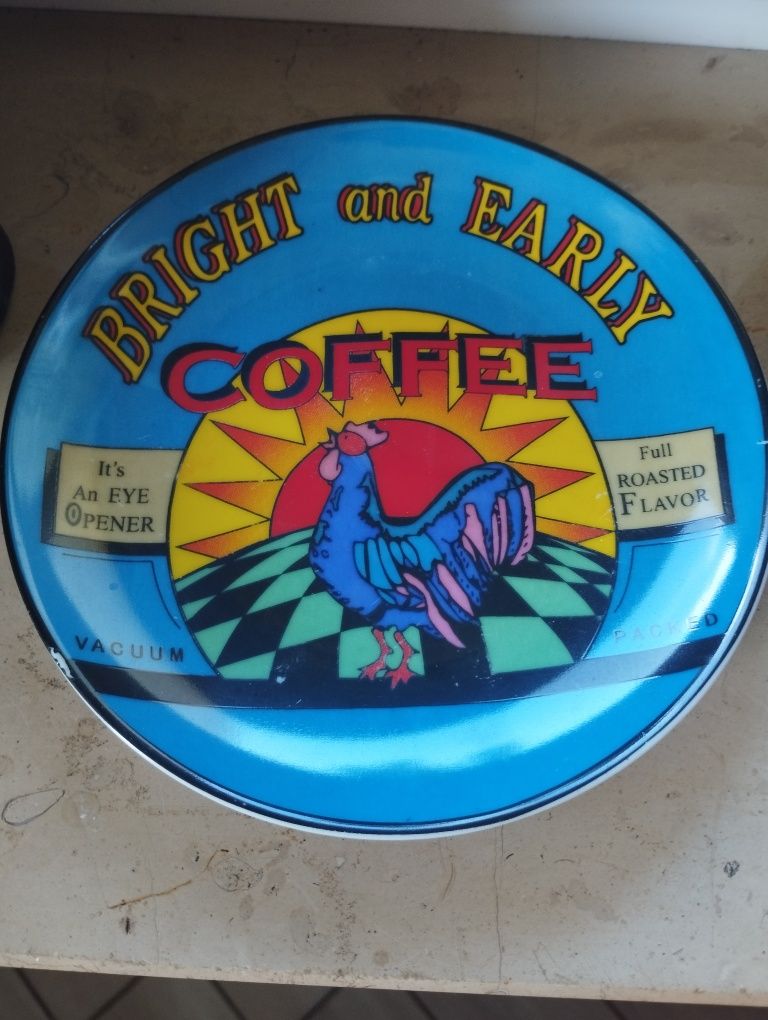 BRIGHT and EARLY
COFFEE
It's
An EYE
OPENER
Full
ROASTED
FLAVOR
VACUUM
PACKED